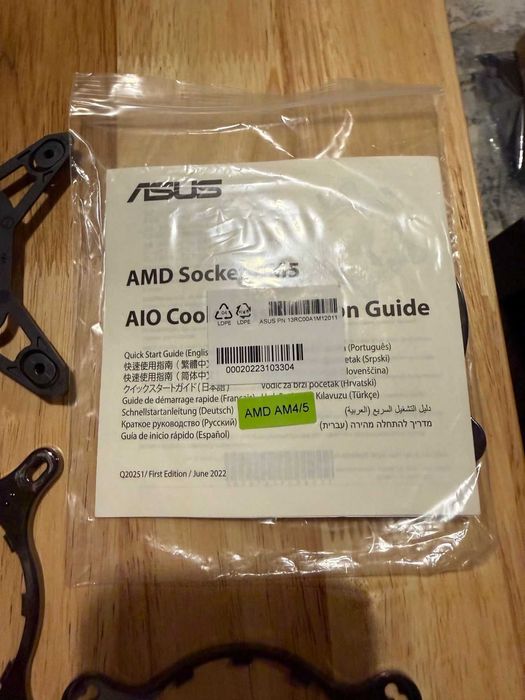 ASUS
AMD Socke 15
AIO Coo n Guide
LDPE LDPE ASUS PN 13RC00A1M12011
00020223103304
Quick Start Guide (Englis (Português)
快速使用指南 (繁體中 etak (Srpski)
快速使用指南 (简体中 lovenščina)
クイックスタートガイド (日本語) Vodič za brzi početak (Hrvatski)
Guide de démarrage rapide (Français) Kılavuzu (Türkçe)
Schnellstartanleitung (Deutsch) دليل التشغيل السريع (العربية)
Краткое руководство (Русский) מדריך להתחלה מהירה (עברית)
Guía de inicio rápido (Español)
AMD AM4/5
Q20251/ First Edition / June 2022